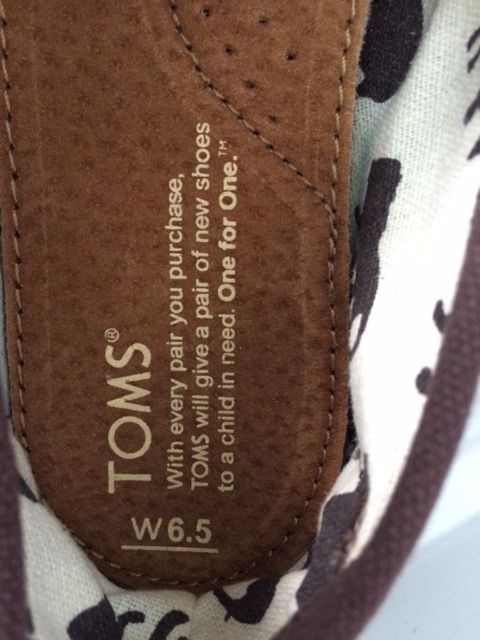 TOMS®
With every pair you purchase,
TOMS will give a pair of new shoes
to a child in need. One for One.™
W6.5